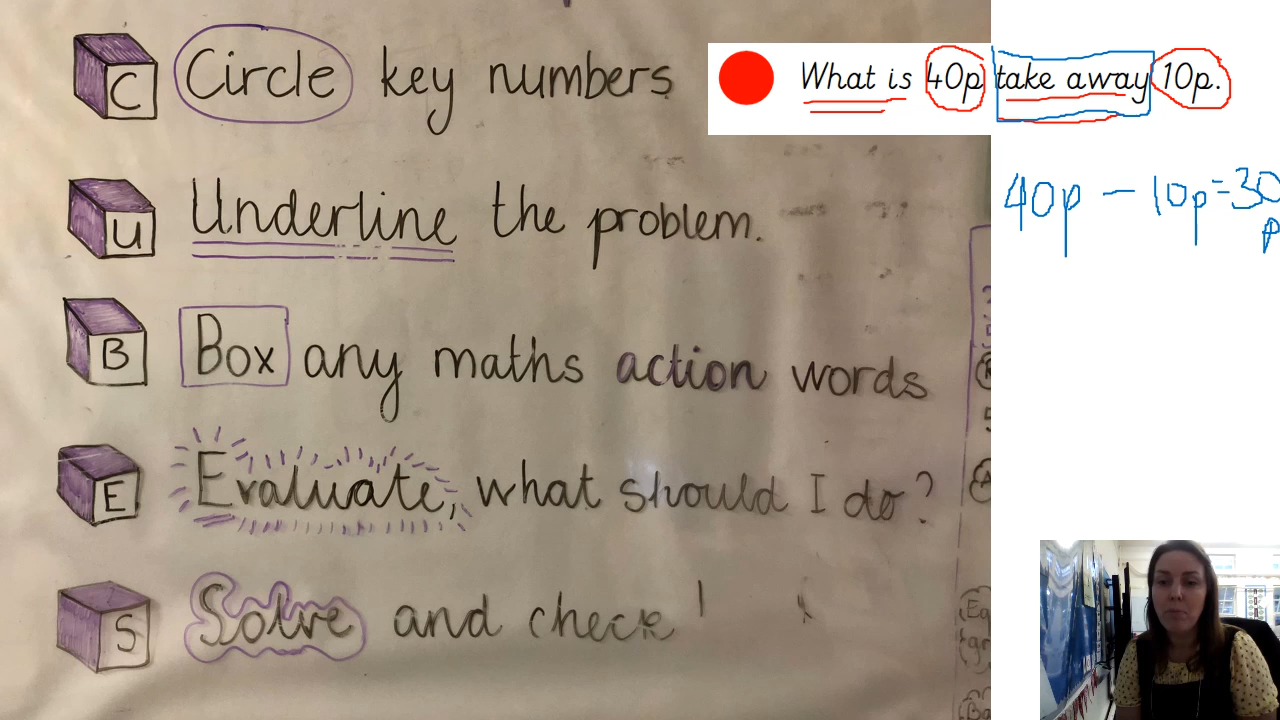 C Circle key numbers
What is 40p take away 10p.
40p - 10p = 30
p
U Underline the problem.
B Box any maths action words
E Evaluate, what should I do?
S Solve and check!